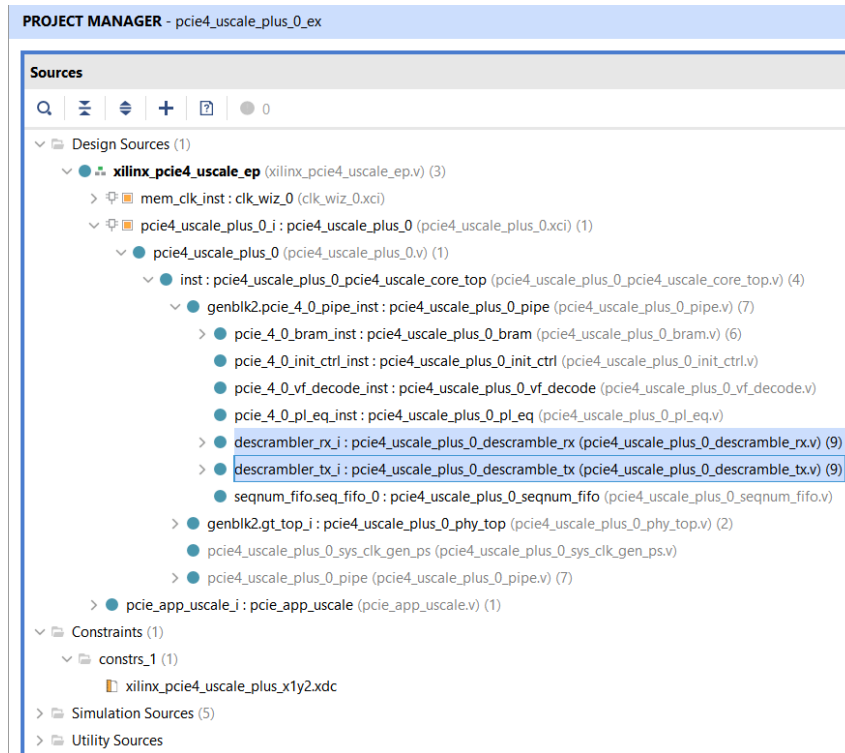 PROJECT MANAGER - pcie4_uscale_plus_0_ex
Sources
0
Design Sources (1)
xilinx_pcie4_uscale_ep (xilinx_pcie4_uscale_ep.v) (3)
mem_clk_inst : clk_wiz_0 (clk_wiz_0.xci)
pcie4_uscale_plus_0_i : pcie4_uscale_plus_0 (pcie4_uscale_plus_0.xci) (1)
pcie4_uscale_plus_0 (pcie4_uscale_plus_0.v) (1)
inst : pcie4_uscale_plus_0_pcie4_uscale_core_top (pcie4_uscale_plus_0_pcie4_uscale_core_top.v) (4)
genblk2.pcie_4_0_pipe_inst : pcie4_uscale_plus_0_pipe (pcie4_uscale_plus_0_pipe.v) (7)
pcie_4_0_bram_inst : pcie4_uscale_plus_0_bram (pcie4_uscale_plus_0_bram.v) (6)
pcie_4_0_init_ctrl_inst : pcie4_uscale_plus_0_init_ctrl (pcie4_uscale_plus_0_init_ctrl.v)
pcie_4_0_vf_decode_inst : pcie4_uscale_plus_0_vf_decode (pcie4_uscale_plus_0_vf_decode.v)
pcie_4_0_pl_eq_inst : pcie4_uscale_plus_0_pl_eq (pcie4_uscale_plus_0_pl_eq.v)
descrambler_rx_i : pcie4_uscale_plus_0_descramble_rx (pcie4_uscale_plus_0_descramble_rx.v) (9)
descrambler_tx_i : pcie4_uscale_plus_0_descramble_tx (pcie4_uscale_plus_0_descramble_tx.v) (9)
seqnum_fifo.seq_fifo_0 : pcie4_uscale_plus_0_seqnum_fifo (pcie4_uscale_plus_0_seqnum_fifo.v)
genblk2.gt_top_i : pcie4_uscale_plus_0_phy_top (pcie4_uscale_plus_0_phy_top.v) (2)
pcie4_uscale_plus_0_sys_clk_gen_ps (pcie4_uscale_plus_0_sys_clk_gen_ps.v)
pcie4_uscale_plus_0_pipe (pcie4_uscale_plus_0_pipe.v) (7)
pcie_app_uscale_i : pcie_app_uscale (pcie_app_uscale.v) (1)
Constraints (1)
constrs_1 (1)
xilinx_pcie4_uscale_plus_x1y2.xdc
Simulation Sources (5)
Utility Sources